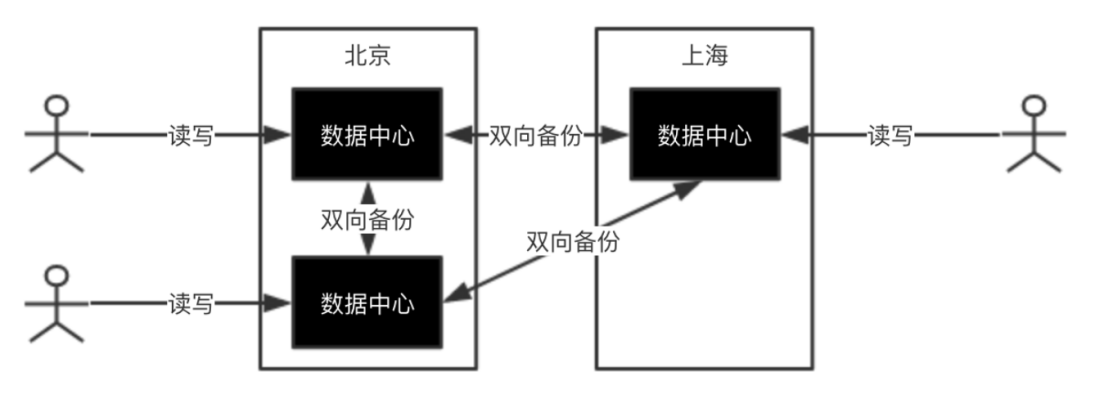 北京
上海
数据中心
数据中心
读写
双向备份
读写
双向备份
双向备份
读写
数据中心